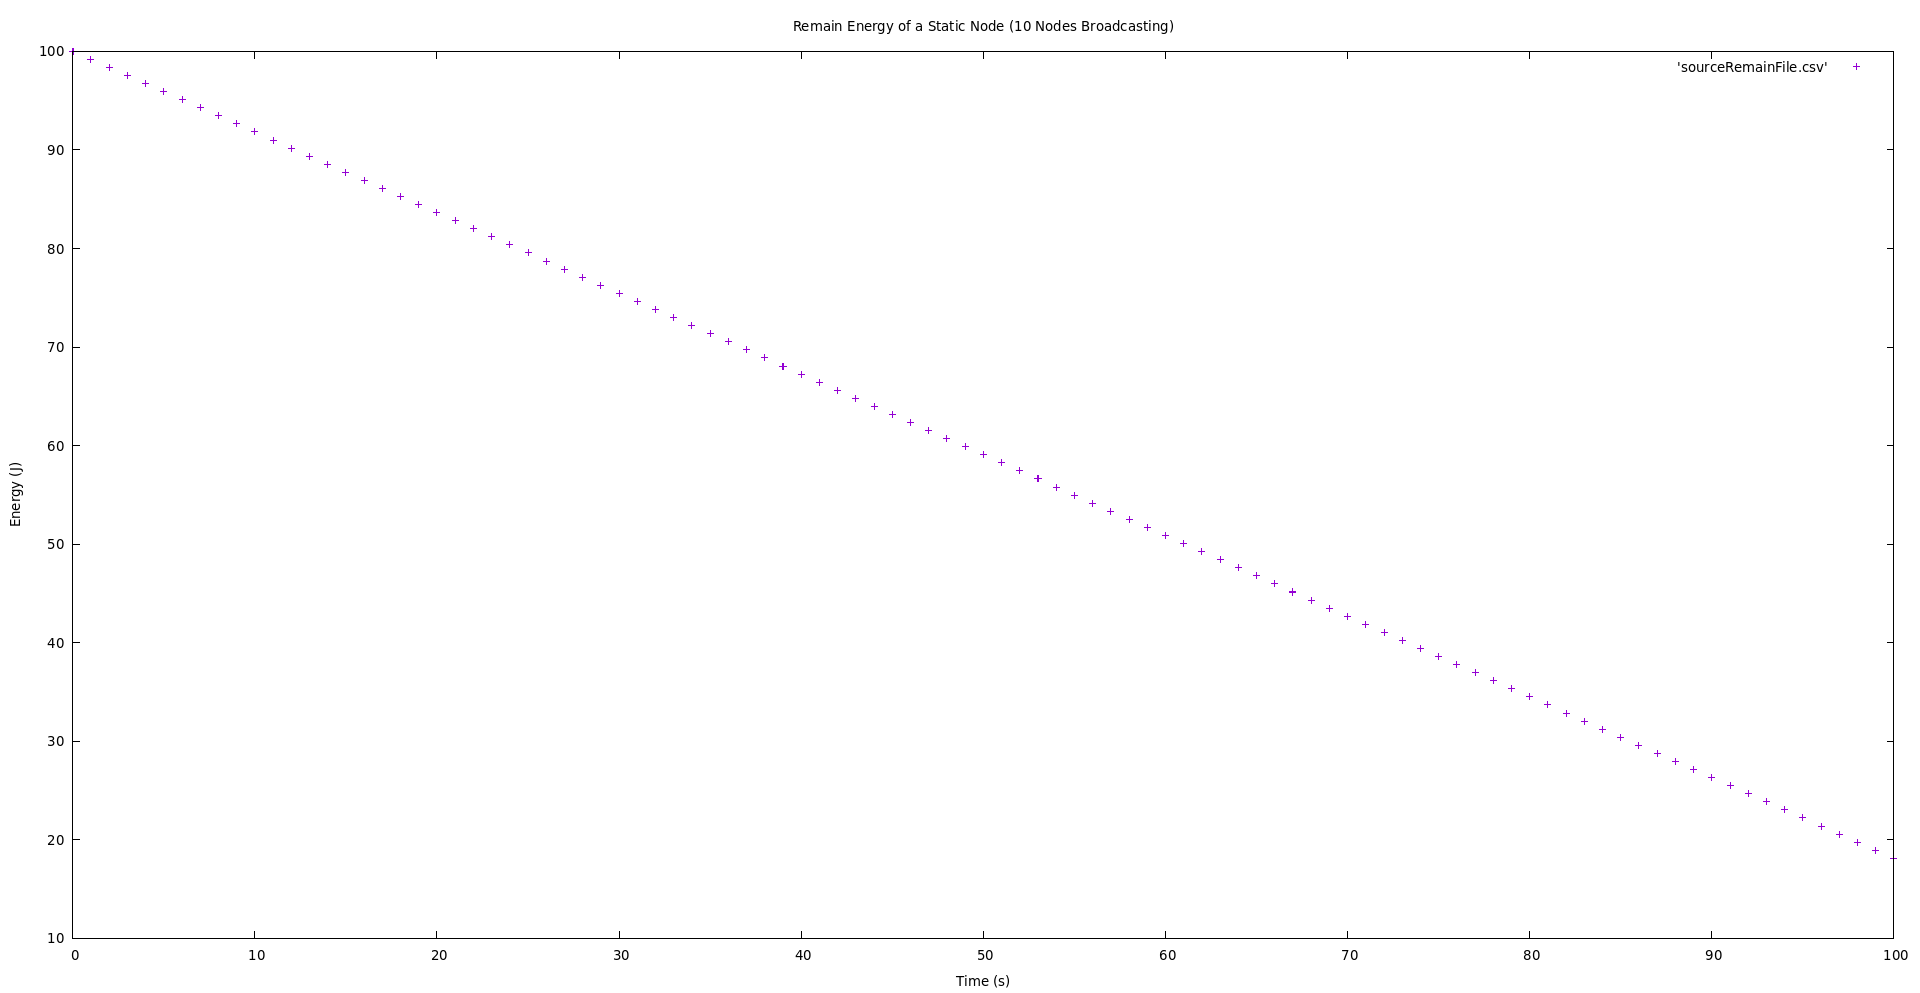 Remain Energy of a Static Node (10 Nodes Broadcasting)
'sourceRemainFile.csv'
100
90
80
70
60
50
40
30
20
10
Energy (J)
0 10 20 30 40 50 60 70 80 90 100
Time (s)